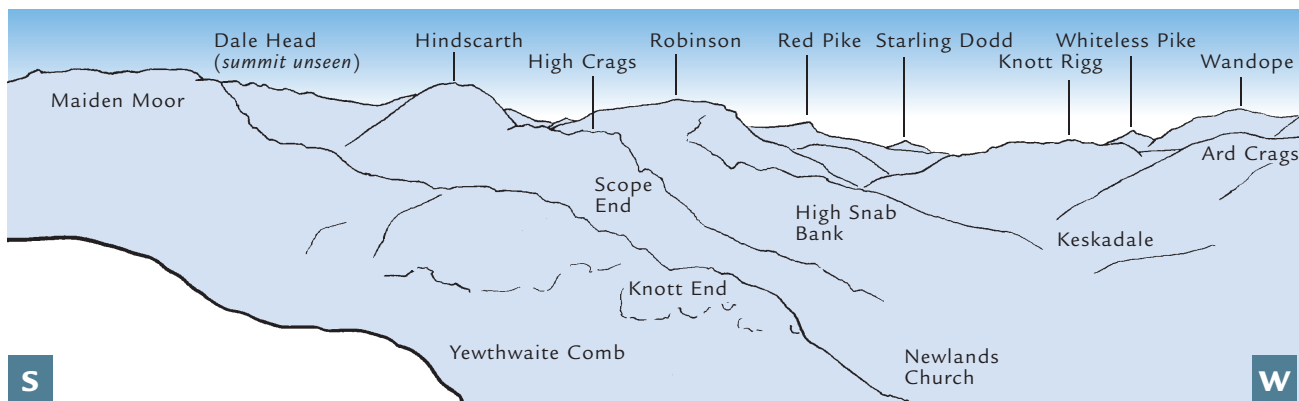 Dale Head
(summit unseen)
Hindscarth
High Crags
Robinson
Red Pike
Starling Dodd
Whiteless Pike
Knott Rigg
Wandope
Maiden Moor
Ard Crags
Scope
End
High Snab
Bank
Keskadale
Knott End
Yewthwaite Comb
Newlands
Church
S
W